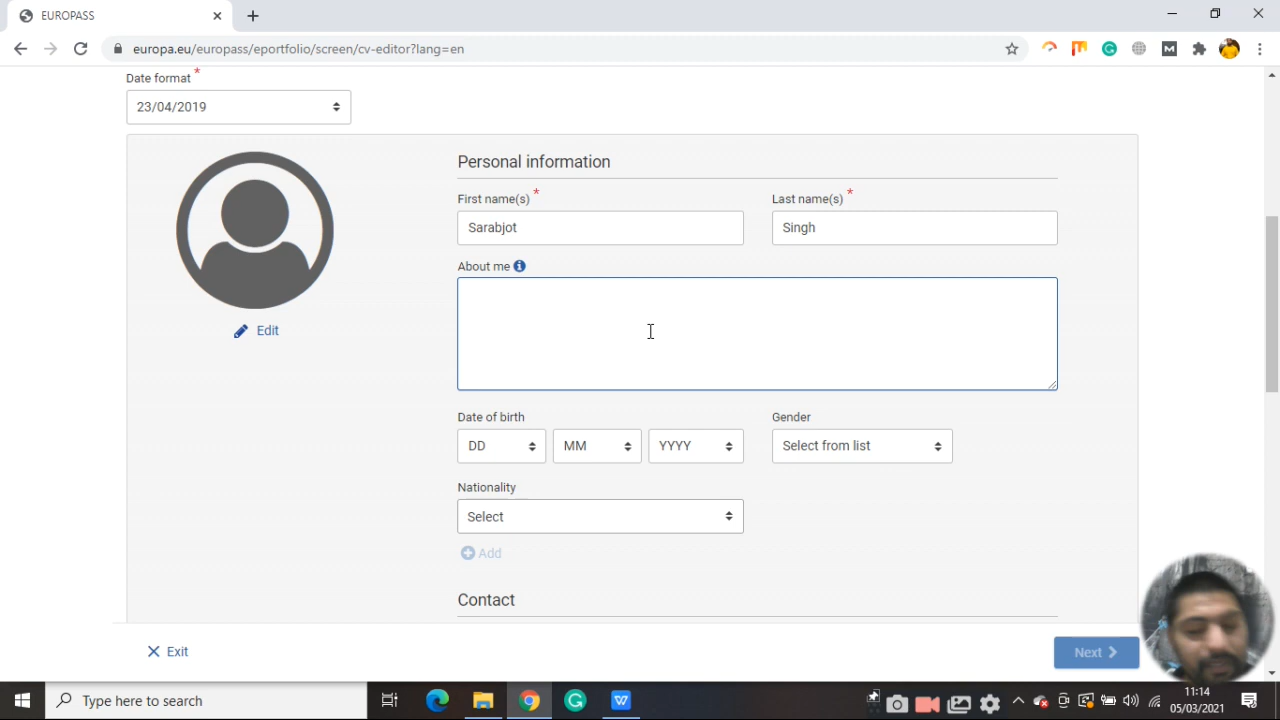 EUROPASS
europa.eu/europass/eportfolio/screen/cv-editor?lang=en
Date format *
23/04/2019
Personal information
First name(s) *
Last name(s) *
Sarabjot
Singh
About me
Edit
Date of birth
Gender
DD
MM
YYYY
Select from list
Nationality
Select
Add
Contact
Exit
Next
Type here to search
11:14
05/03/2021